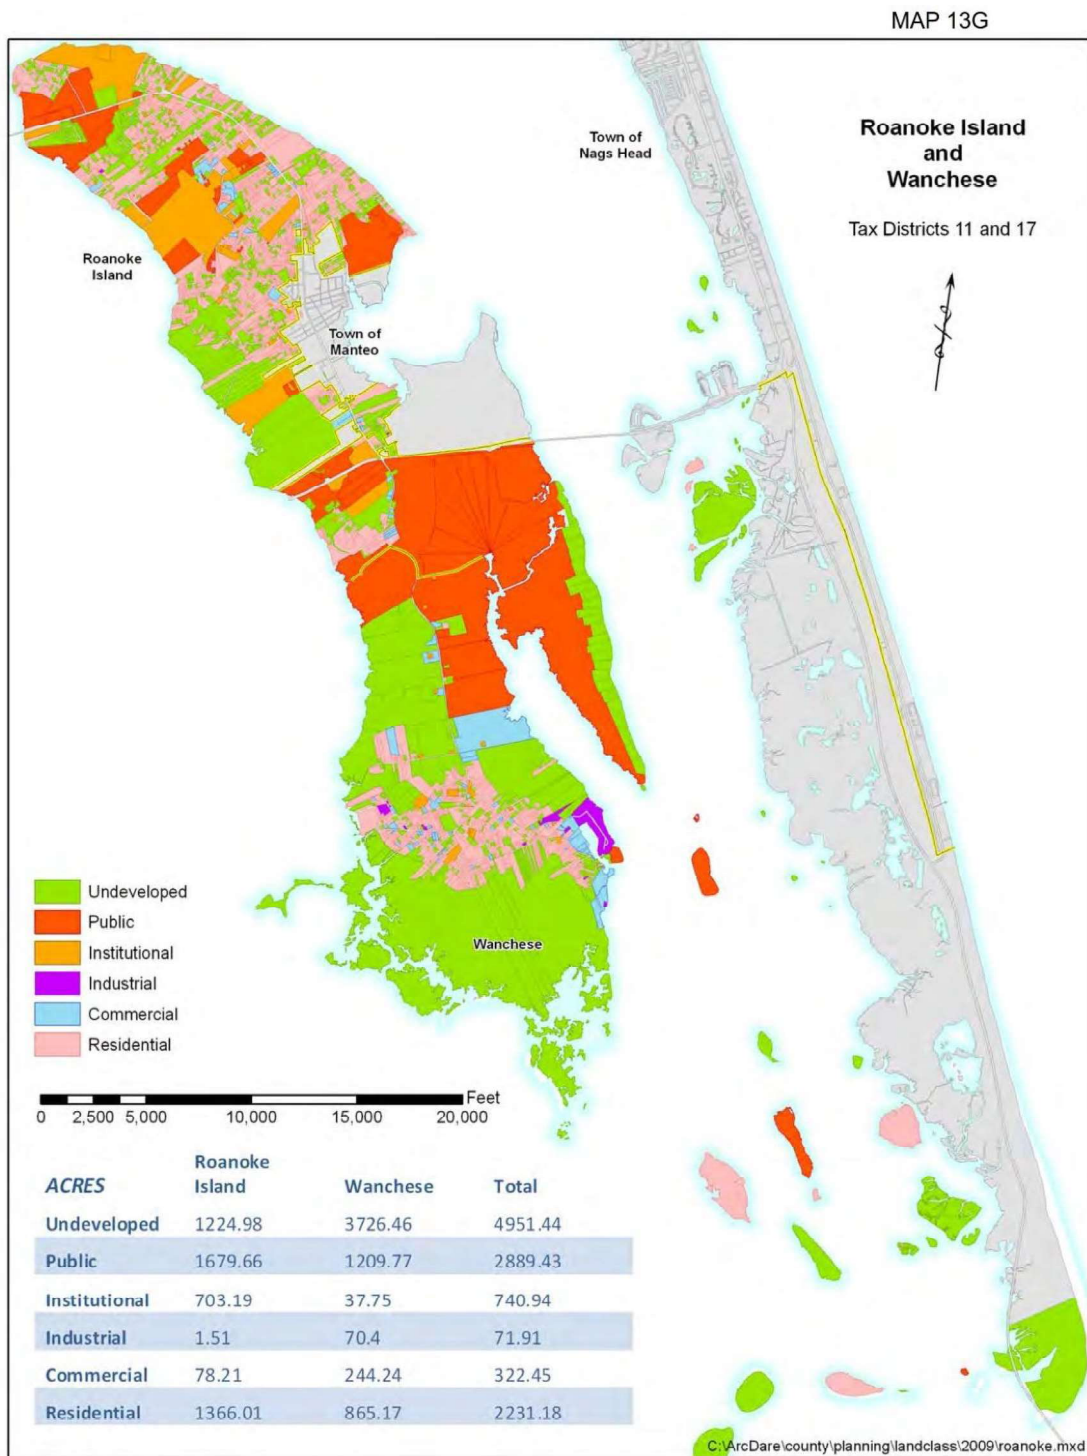 MAP 13G
Roanoke Island
and
Wanchese
Tax Districts 11 and 17
Town of
Nags Head
Roanoke
Island
Town of
Manteo
Wanchese
Undeveloped
Public
Institutional
Industrial
Commercial
Residential
Feet
0 2,500 5,000 10,000 15,000 20,000
ACRES Roanoke Island Wanchese Total
Undeveloped 1224.98 3726.46 4951.44
Public 1679.66 1209.77 2889.43
Institutional 703.19 37.75 740.94
Industrial 1.51 70.4 71.91
Commercial 78.21 244.24 322.45
Residential 1366.01 865.17 2231.18
C:\ArcDare\county\planning\landclass\2009\roanoke.mxd